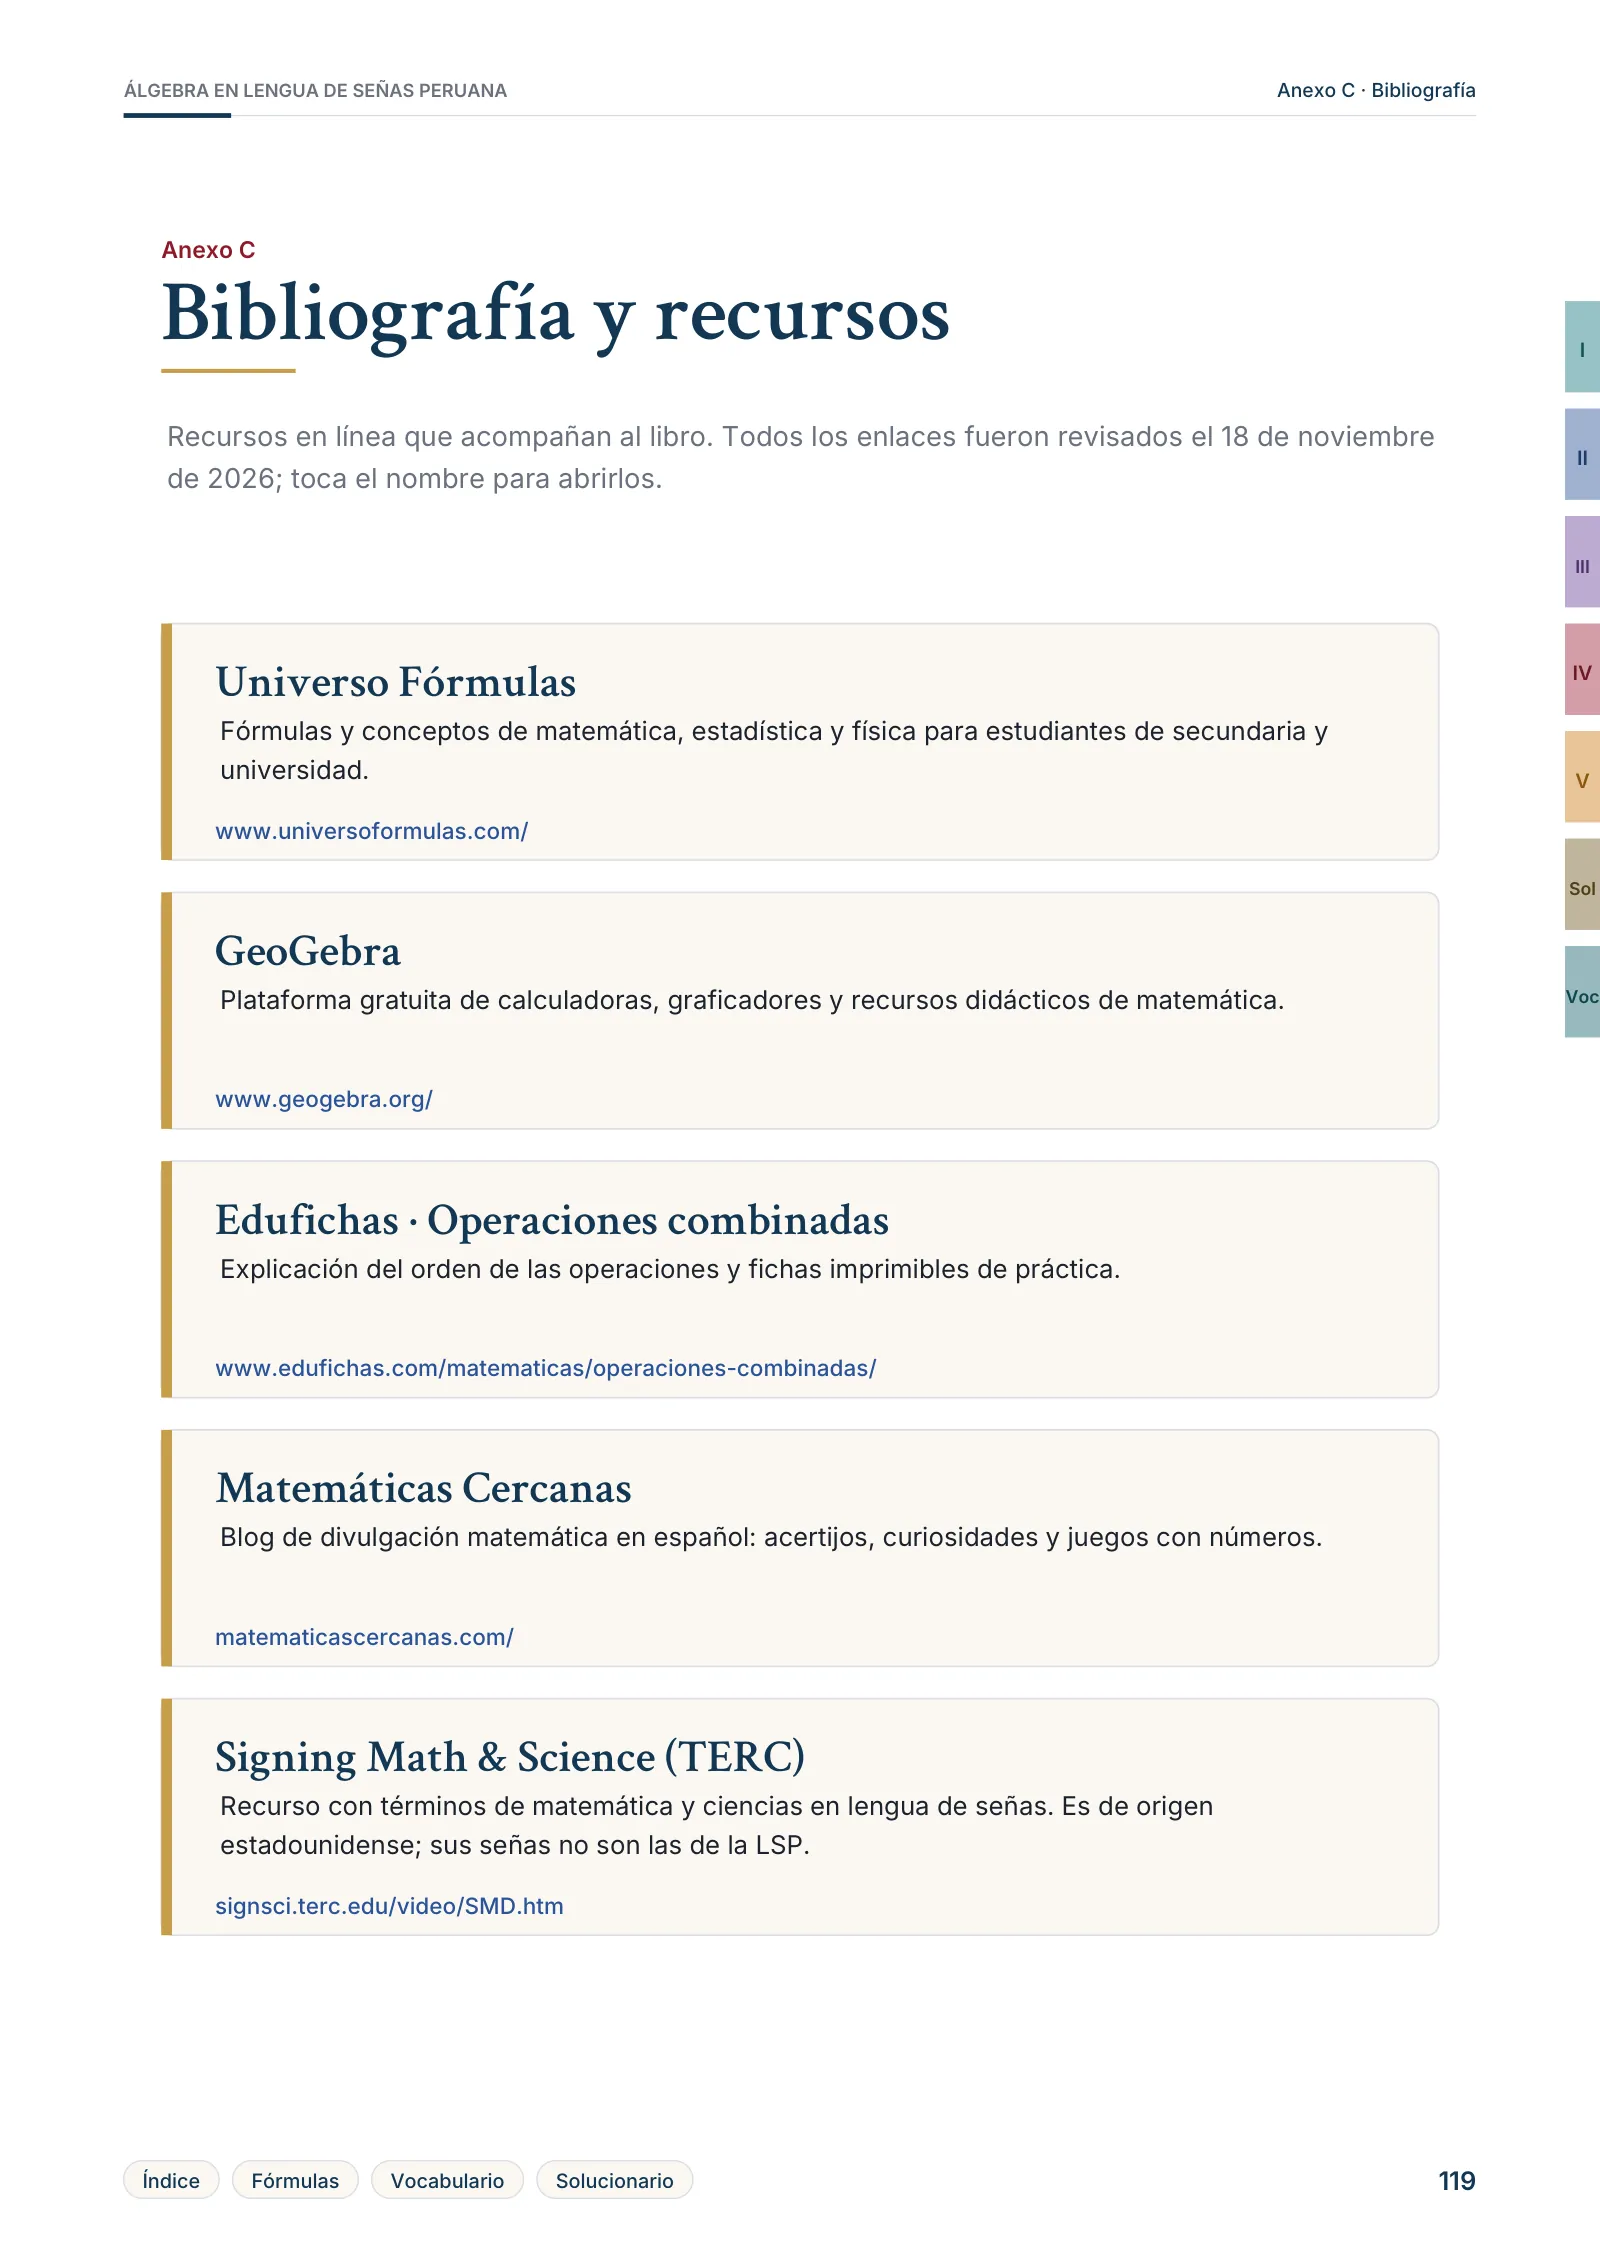 ÁLGEBRA EN LENGUA DE SEÑAS PERUANA
Anexo C · Bibliografía
Anexo C
Bibliografía y recursos
Recursos en línea que acompañan al libro. Todos los enlaces fueron revisados el 18 de noviembre
de 2026; toca el nombre para abrirlos.
Universo Fórmulas
Fórmulas y conceptos de matemática, estadística y física para estudiantes de secundaria y
universidad.
www.universoformulas.com/
GeoGebra
Plataforma gratuita de calculadoras, graficadores y recursos didácticos de matemática.
www.geogebra.org/
Edufichas · Operaciones combinadas
Explicación del orden de las operaciones y fichas imprimibles de práctica.
www.edufichas.com/matematicas/operaciones-combinadas/
Matemáticas Cercanas
Blog de divulgación matemática en español: acertijos, curiosidades y juegos con números.
matematicascercanas.com/
Signing Math & Science (TERC)
Recurso con términos de matemática y ciencias en lengua de señas. Es de origen
estadounidense; sus señas no son las de la LSP.
signsci.terc.edu/video/SMD.htm
I
II
III
IV
V
Sol
Voc
Índice
Fórmulas
Vocabulario
Solucionario
119